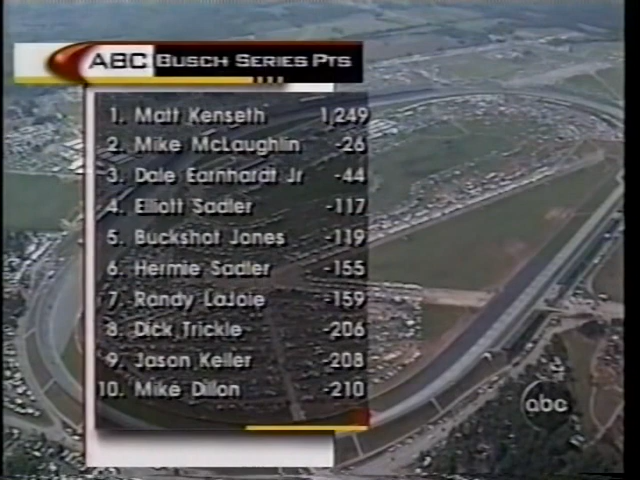 ABC BUSCH SERIES PTS
1. Matt Kenseth 1,249
2. Mike McLaughlin -26
3. Dale Earnhardt Jr -44
4. Elliott Sadler -117
5. Buckshot Jones -119
6. Hermie Sadler -155
7. Randy LaJoie -159
8. Dick Trickle -206
9. Jason Keller -208
10. Mike Dillon -210
abc